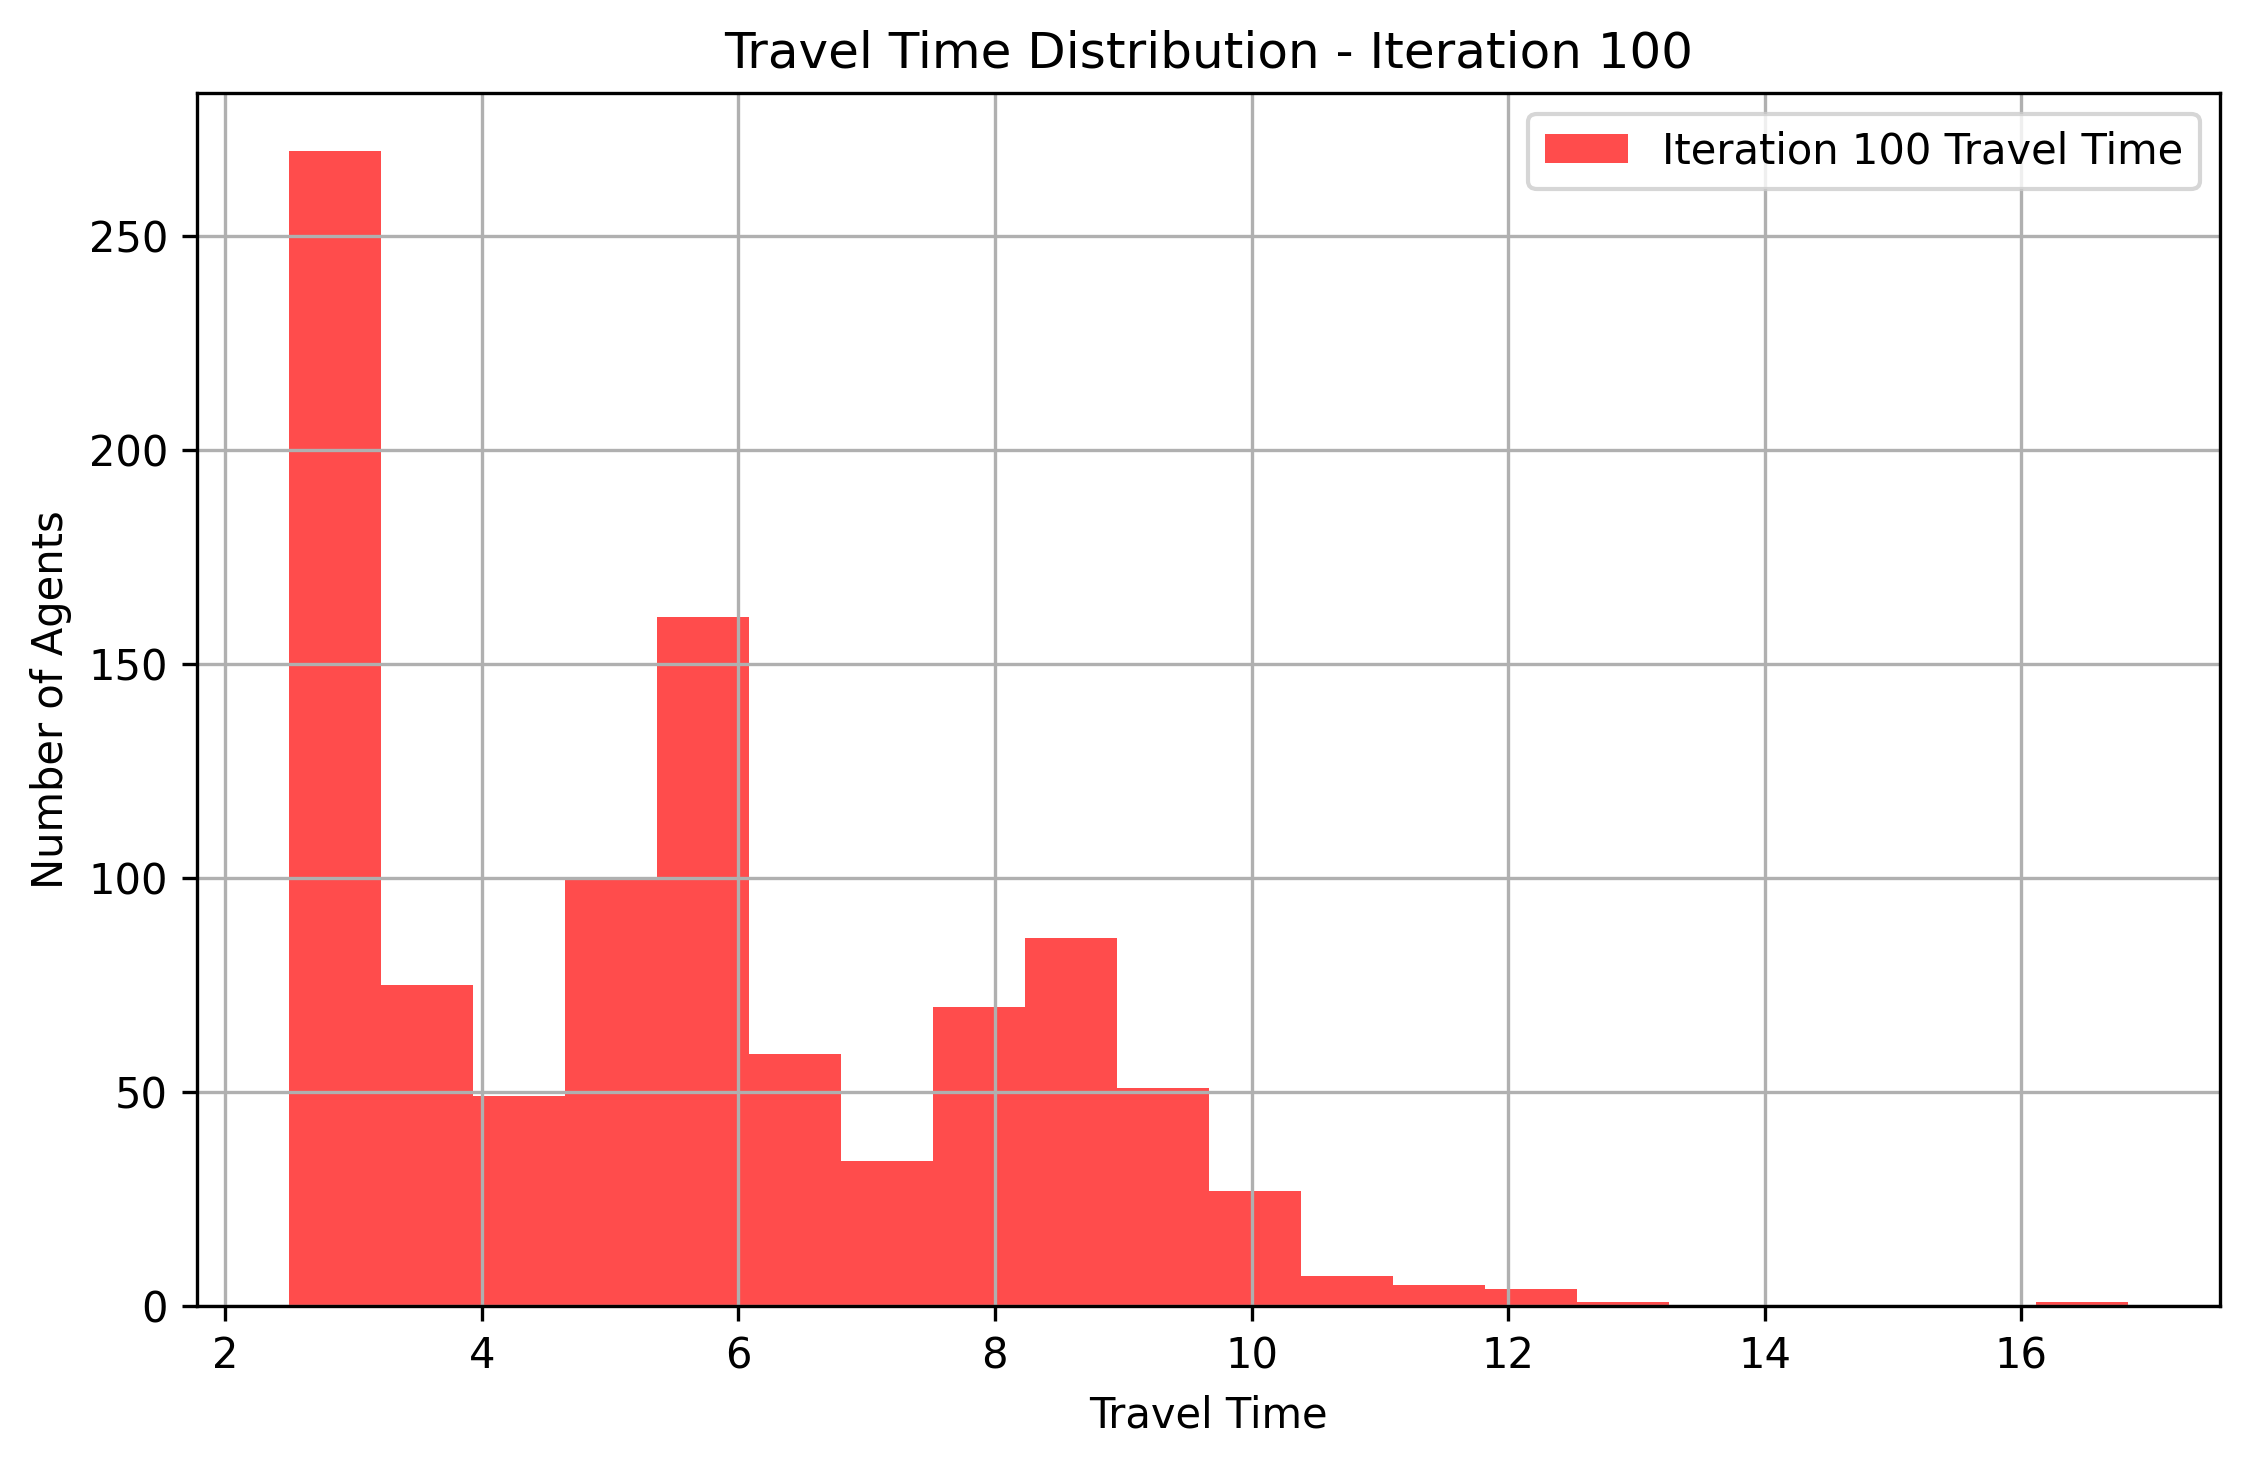 Travel Time Distribution - Iteration 100
Iteration 100 Travel Time
Number of Agents
250
200
150
100
50
0
2 4 6 8 10 12 14 16
Travel Time